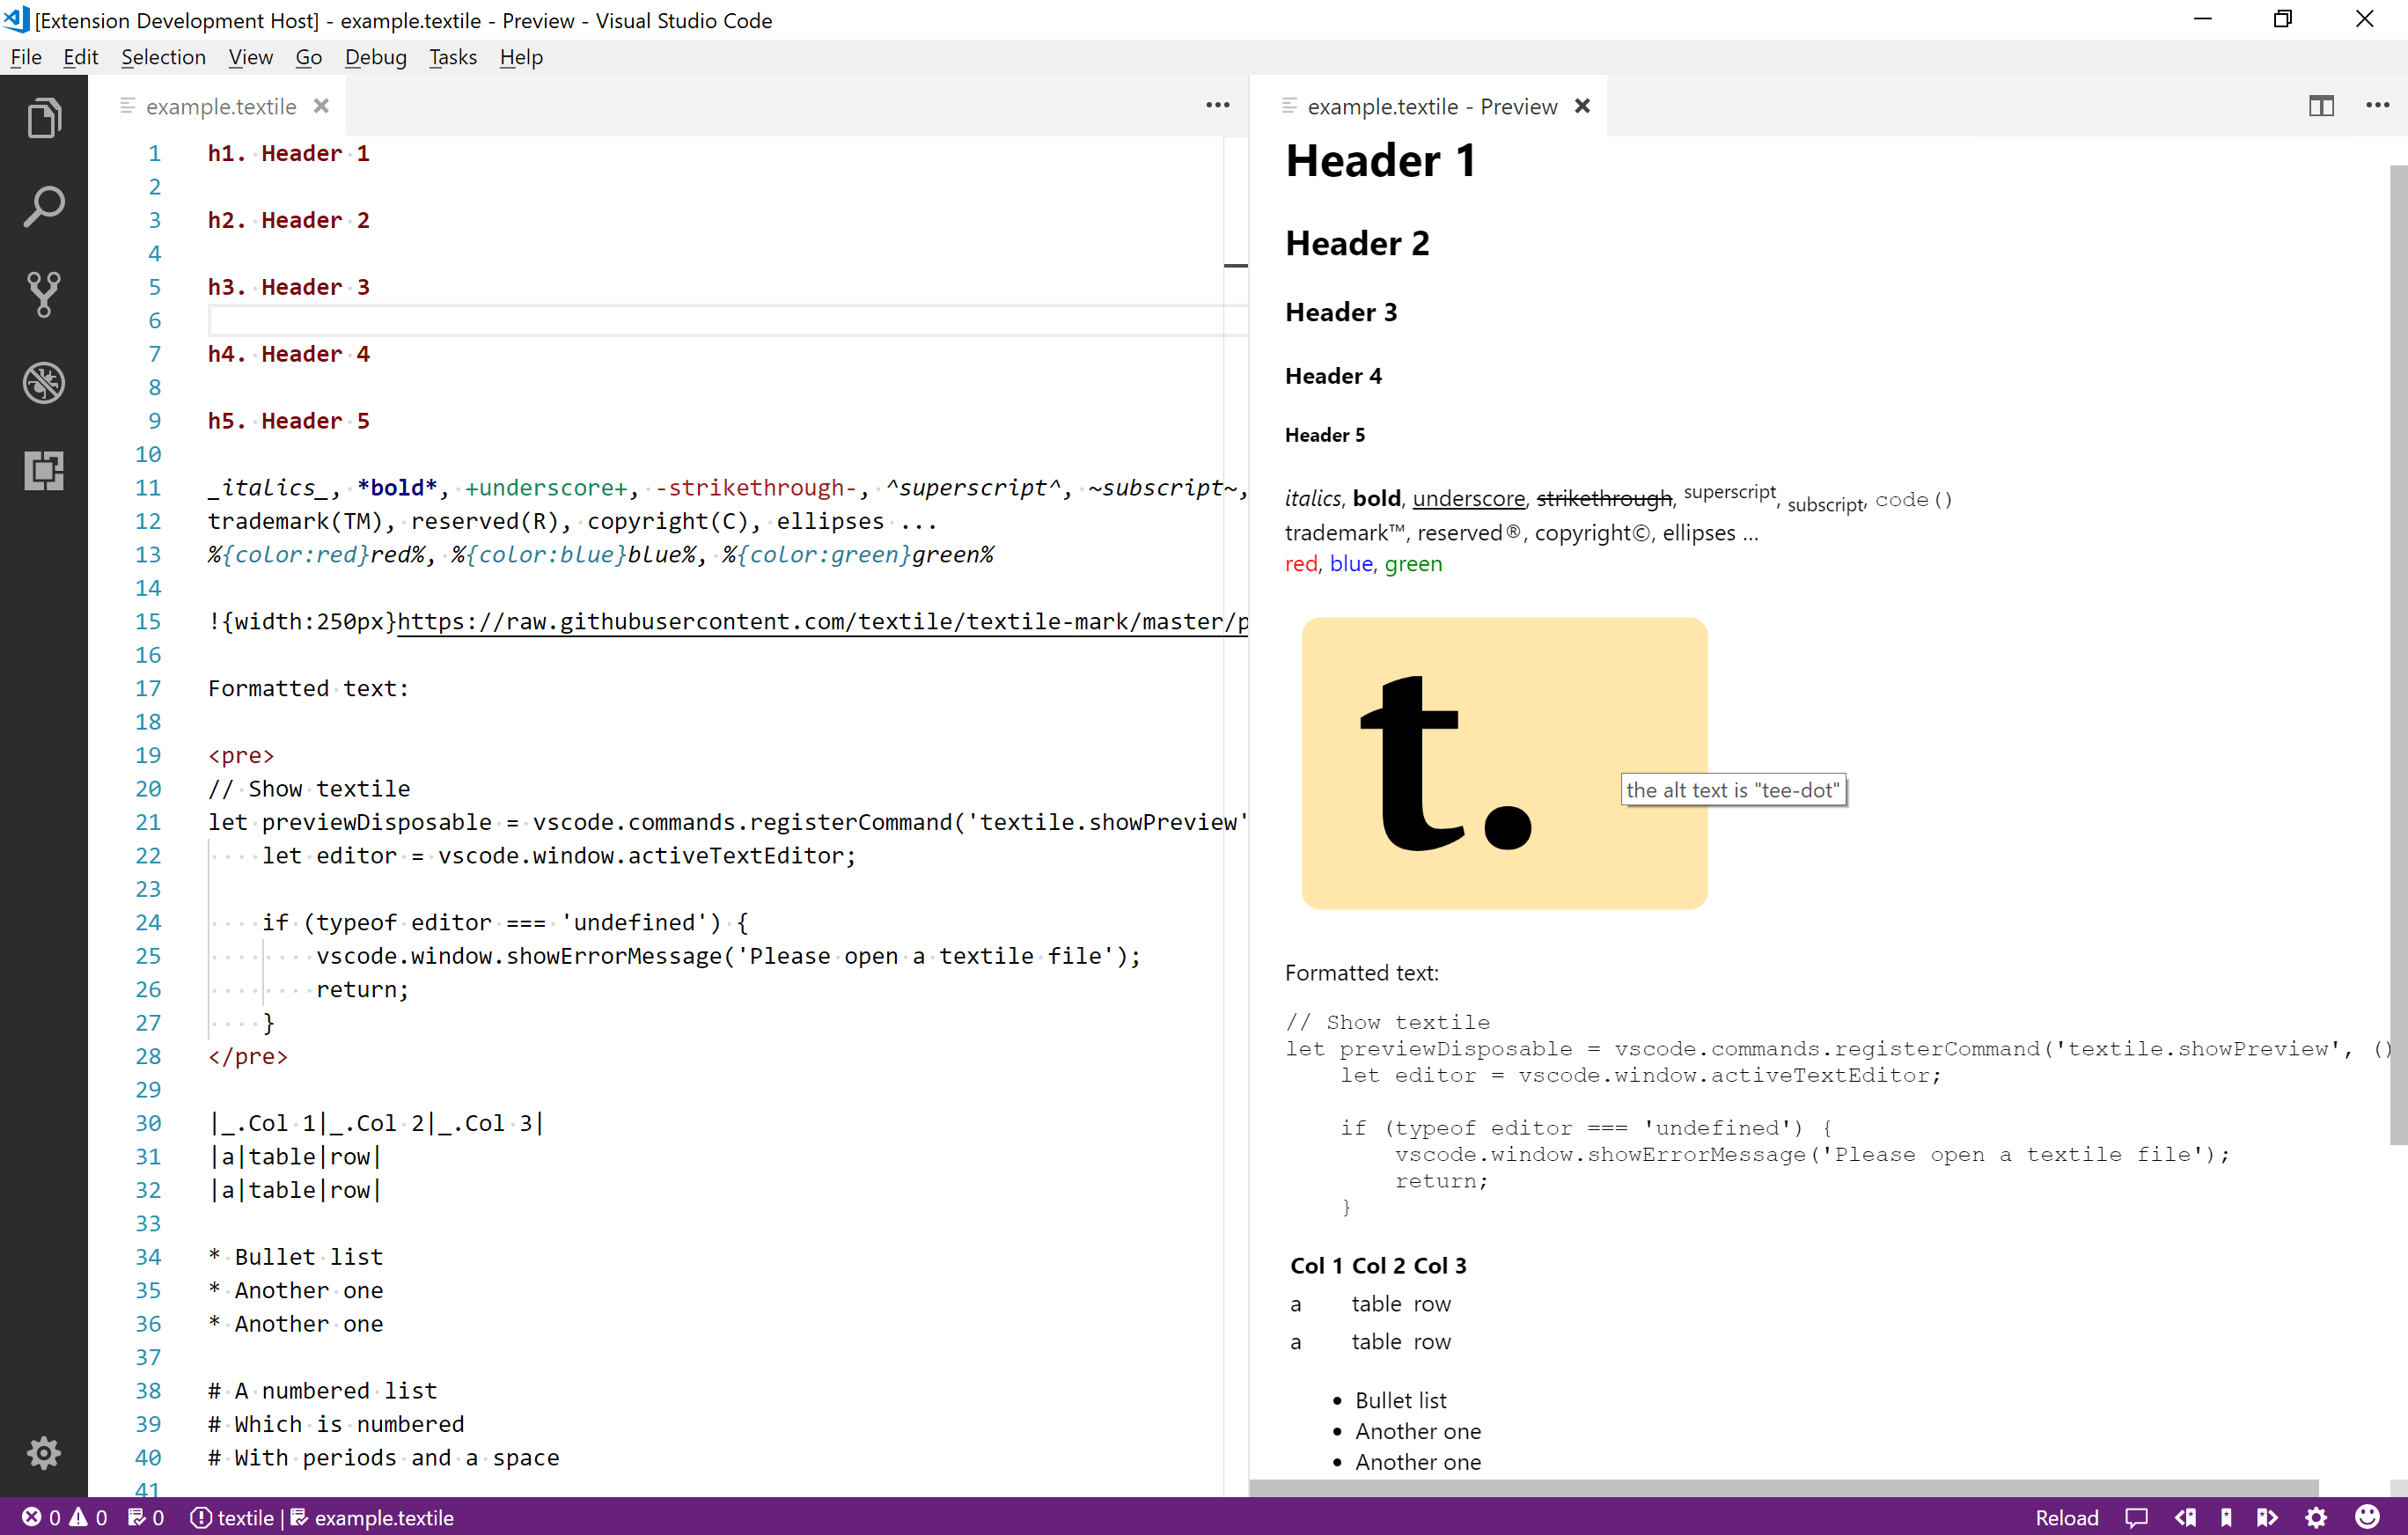 [Extension Development Host] - example.textile - Preview - Visual Studio Code
File Edit Selection View Go Debug Tasks Help
example.textile
1 h1. Header 1
2
3 h2. Header 2
4
5 h3. Header 3
6
7 h4. Header 4
8
9 h5. Header 5
10
11 _italics_, *bold*, +underscore+, -strikethrough-, ^superscript^, ~subscript~,
12 trademark(TM), reserved(R), copyright(C), ellipses ...
13 %{color:red}red%, %{color:blue}blue%, %{color:green}green%
14
15 !{width:250px}https://raw.githubusercontent.com/textile/textile-mark/master/p
16
17 Formatted text:
18
19 <pre>
20 // Show textile
21 let previewDisposable = vscode.commands.registerCommand('textile.showPreview'
22 let editor = vscode.window.activeTextEditor;
23
24 if (typeof editor === 'undefined') {
25 vscode.window.showErrorMessage('Please open a textile file');
26 return;
27 }
28 </pre>
29
30 |_.Col 1|_.Col 2|_.Col 3|
31 |a|table|row|
32 |a|table|row|
33
34 * Bullet list
35 * Another one
36 * Another one
37
38 # A numbered list
39 # Which is numbered
40 # With periods and a space
41
example.textile - Preview
Header 1
Header 2
Header 3
Header 4
Header 5
italics, bold, underscore, strikethrough, superscript, subscript, code()
trademark™, reserved®, copyright©, ellipses …
red, blue, green
t.
the alt text is "tee-dot"
Formatted text:
// Show textile
let previewDisposable = vscode.commands.registerCommand('textile.showPreview', ()
let editor = vscode.window.activeTextEditor;
if (typeof editor === 'undefined') {
vscode.window.showErrorMessage('Please open a textile file');
return;
}
Col 1 Col 2 Col 3
a table row
a table row
• Bullet list
• Another one
• Another one
0 0 0 textile | example.textile
Reload